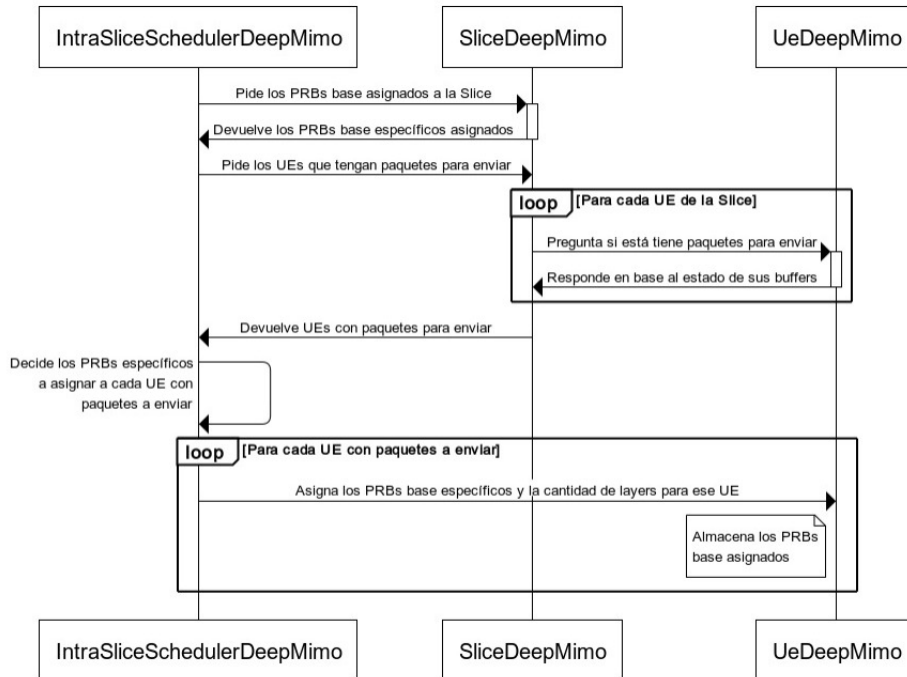 IntraSliceSchedulerDeepMimo
SliceDeepMimo
UeDeepMimo
Pide los PRBs base asignados a la Slice
Devuelve los PRBs base específicos asignados
Pide los UEs que tengan paquetes para enviar
loop
[Para cada UE de la Slice]
Pregunta si está tiene paquetes para enviar
Responde en base al estado de sus buffers
Devuelve UEs con paquetes para enviar
Decide los PRBs específicos
a asignar a cada UE con
paquetes a enviar
loop
[Para cada UE con paquetes a enviar]
Asigna los PRBs base específicos y la cantidad de layers para ese UE
Almacena los PRBs
base asignados
IntraSliceSchedulerDeepMimo
SliceDeepMimo
UeDeepMimo